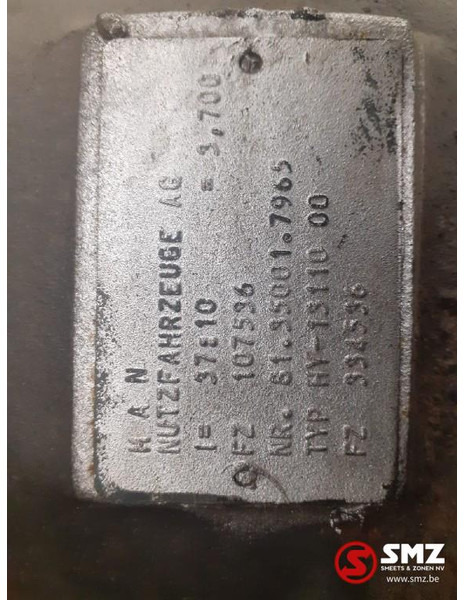 M A N
NUTZFAHRZEUGE AG
I= 37:10 = 3,700
FZ 107536
NR. 81.35001.7965
TYP HY-13110 00
FZ 334536
SMZ
SHEETS & ZONEN NV
www.smz.be